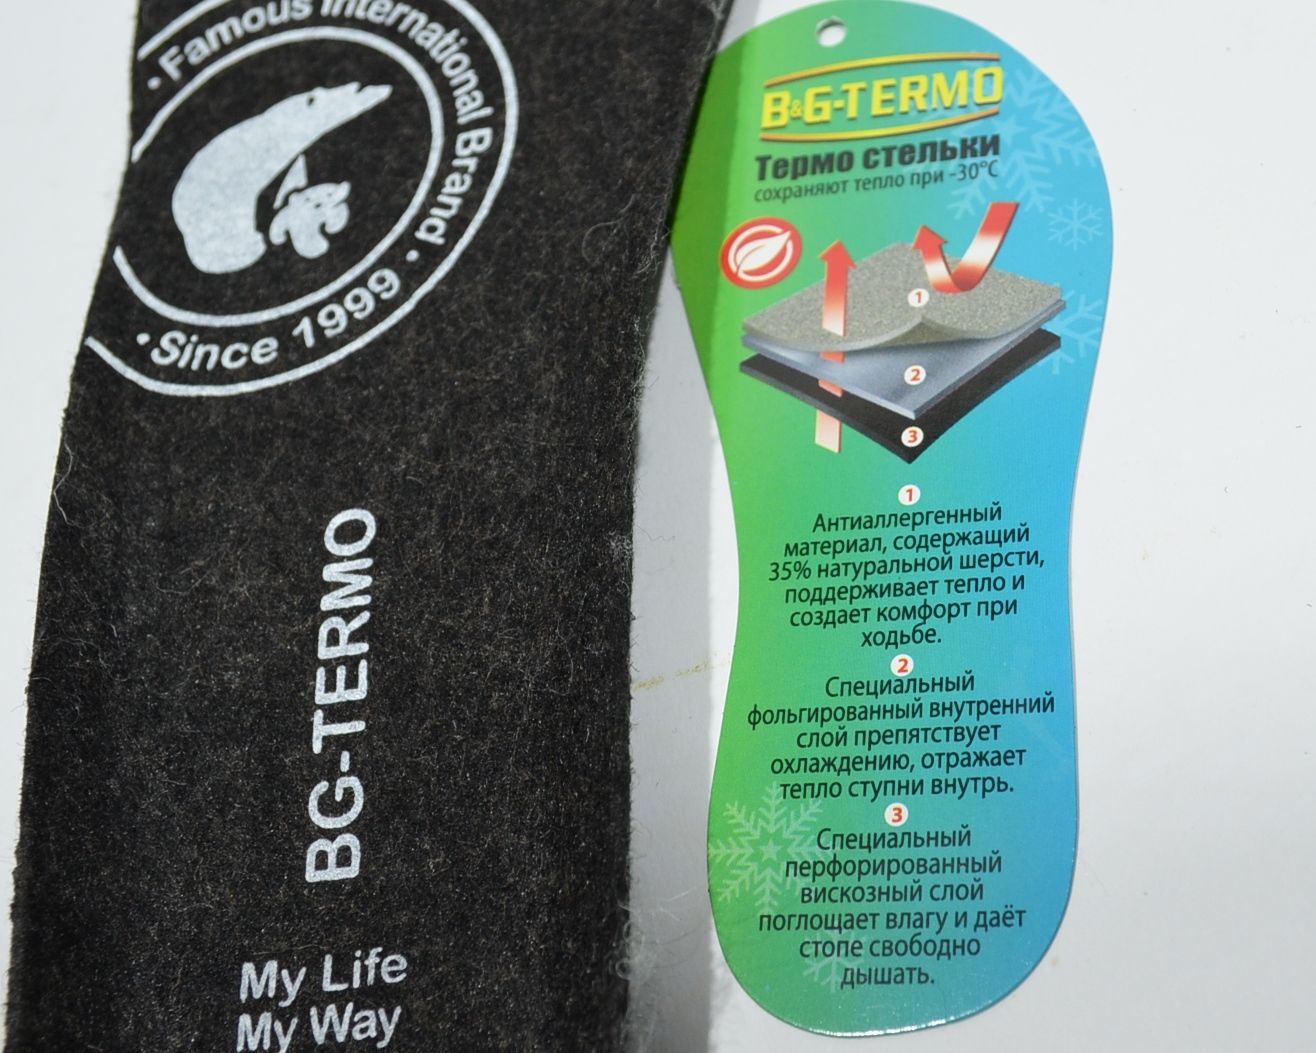 · Famous International Brand ·
· Since 1999 ·
BG-TERMO
My Life
My Way
B&G-TERMO
Термо стельки
сохраняют тепло при -30°C
1
2
3
1
Антиаллергенный
материал, содержащий
35% натуральной шерсти,
поддерживает тепло и
создает комфорт при
ходьбе.
2
Специальный
фольгированный внутренний
слой препятствует
охлаждению, отражает
тепло ступни внутрь.
3
Специальный
перфорированный
вискозный слой
поглощает влагу и даёт
стопе свободно
дышать.